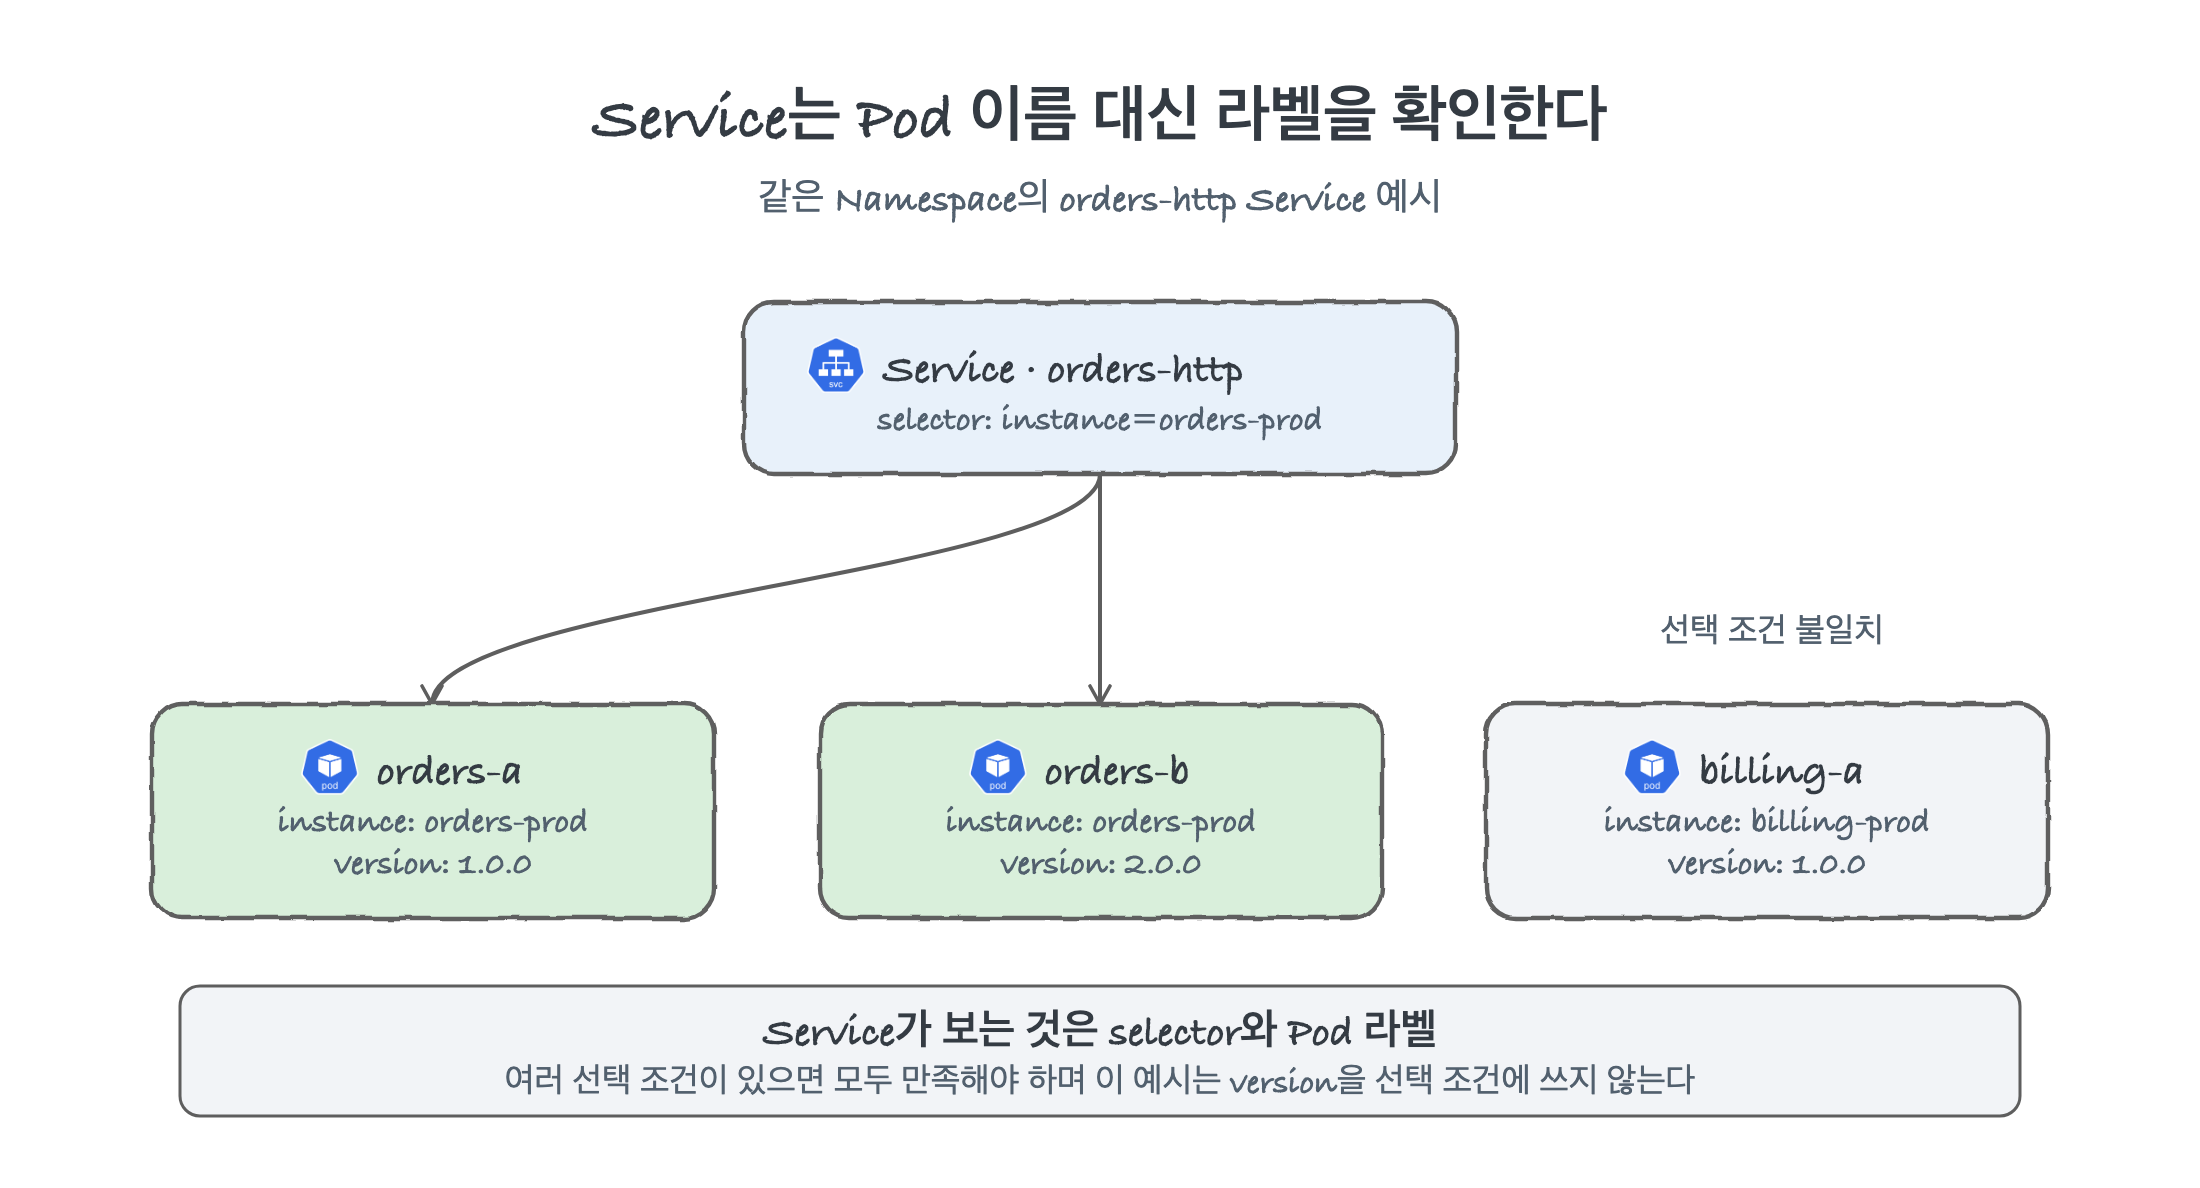 Service는 Pod 이름 대신 라벨을 확인한다
같은 Namespace의 orders-http Service 예시
svc
Service · orders-http
selector: instance=orders-prod
선택 조건 불일치
pod
orders-a
instance: orders-prod
version: 1.0.0
pod
orders-b
instance: orders-prod
version: 2.0.0
pod
billing-a
instance: billing-prod
version: 1.0.0
Service가 보는 것은 selector와 Pod 라벨
여러 선택 조건이 있으면 모두 만족해야 하며 이 예시는 version을 선택 조건에 쓰지 않는다